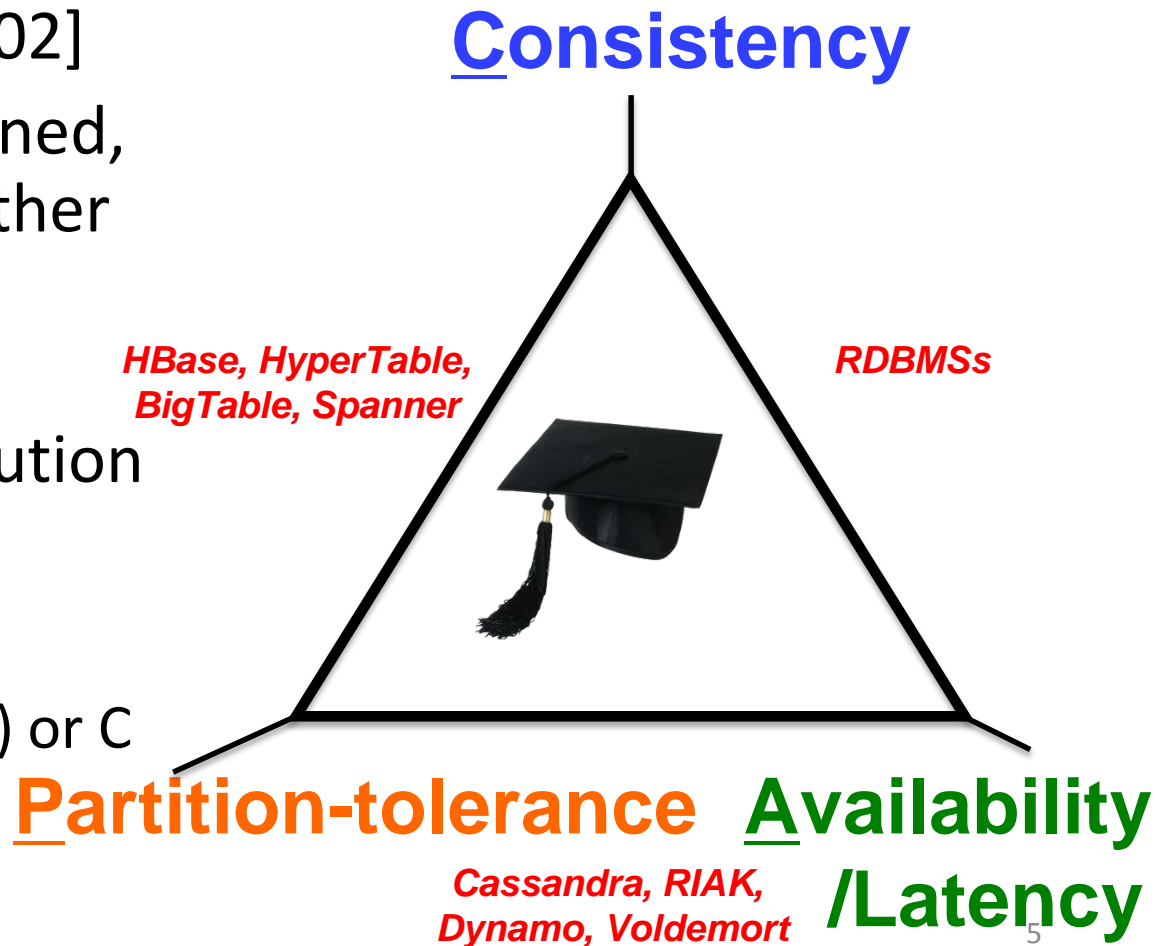 02]
ned,
ther
ution
) or C
Consistency
HBase, HyperTable,
BigTable, Spanner
RDBMSs
Partition-tolerance
Availability
/Latency
Cassandra, RIAK,
Dynamo, Voldemort
5